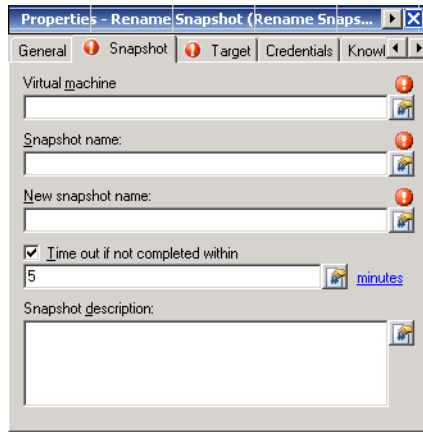 Properties - Rename Snapshot (Rename Snaps...
General Snapshot Target Credentials Knowl
Virtual machine
Snapshot name:
New snapshot name:
Time out if not completed within
5 minutes
Snapshot description: